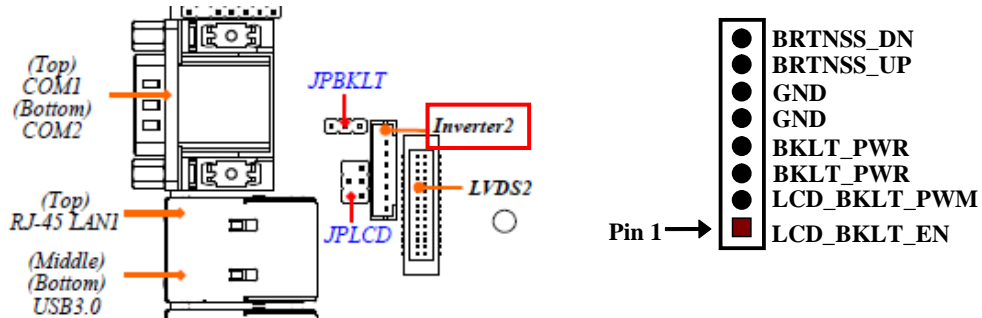 (Top)
COM1
(Bottom)
COM2
(Top)
RJ-45 LAN1
(Middle)
(Bottom)
USB3.0
JPBKLT
Inverter2
LVDS2
JPLCD
BRTNSS_DN
BRTNSS_UP
GND
GND
BKLT_PWR
BKLT_PWR
LCD_BKLT_PWM
Pin 1 LCD_BKLT_EN